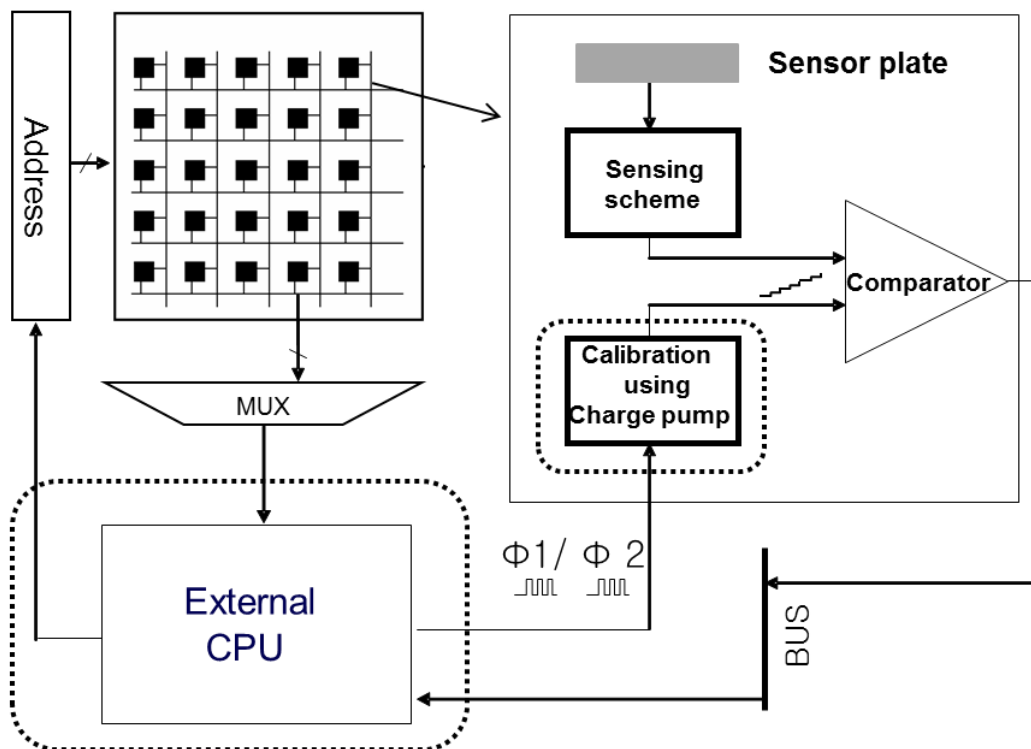 Address
Sensor plate
Sensing
scheme
Comparator
Calibration
using
Charge pump
MUX
Φ1/ Φ 2
External
CPU
BUS